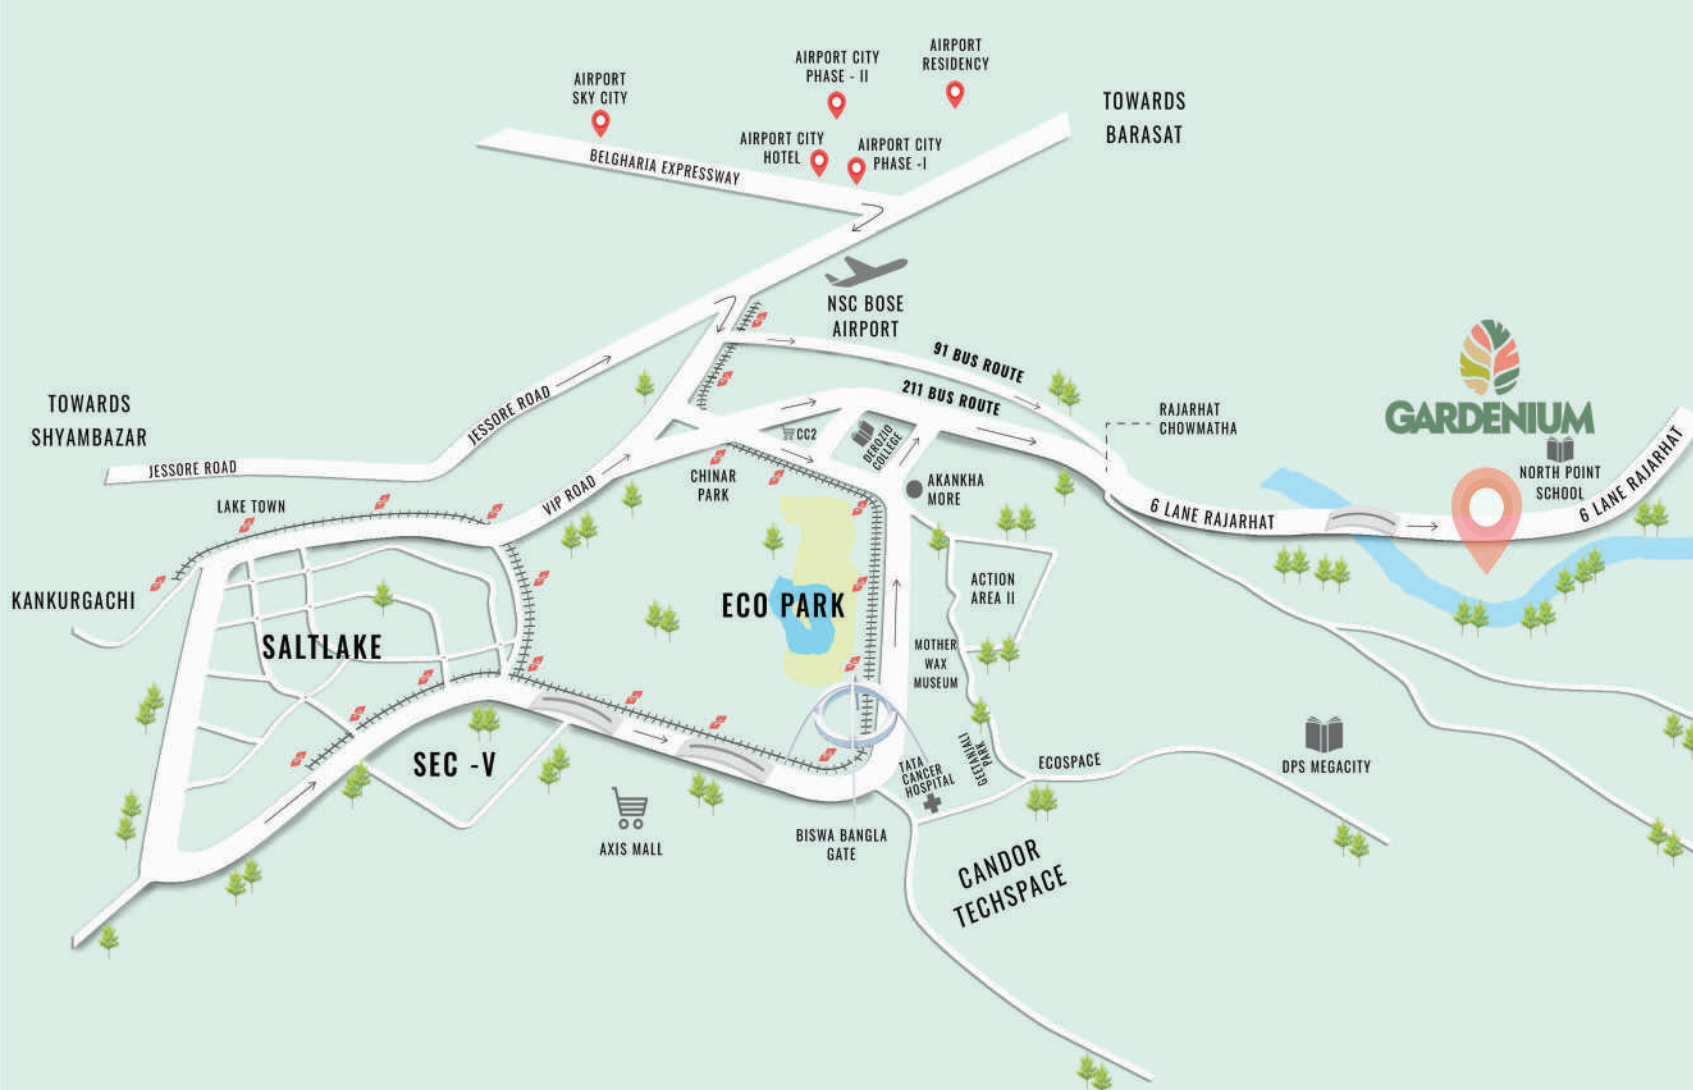 AIRPORT
RESIDENCY
AIRPORT CITY
PHASE - II
AIRPORT
SKY CITY
TOWARDS
BARASAT
AIRPORT CITY
HOTEL
AIRPORT CITY
PHASE -I
BELGHARIA EXPRESSWAY
NSC BOSE
AIRPORT
91 BUS ROUTE
211 BUS ROUTE
TOWARDS
SHYAMBAZAR
JESSORE ROAD
JESSORE ROAD
RAJARHAT
CHOWMATHA
GARDENIUM
NORTH POINT
SCHOOL
6 LANE RAJARHAT
6 LANE RAJARHAT
CC2
DEROZIO
COLLEGE
CHINAR
PARK
AKANKHA
MORE
VIP ROAD
LAKE TOWN
KANKURGACHI
SALTLAKE
ECO PARK
ACTION
AREA II
MOTHER
WAX
MUSEUM
SEC -V
GEETANJALI
PARK
ECOSPACE
TATA
CANCER
HOSPITAL
DPS MEGACITY
AXIS MALL
BISWA BANGLA
GATE
CANDOR
TECHSPACE